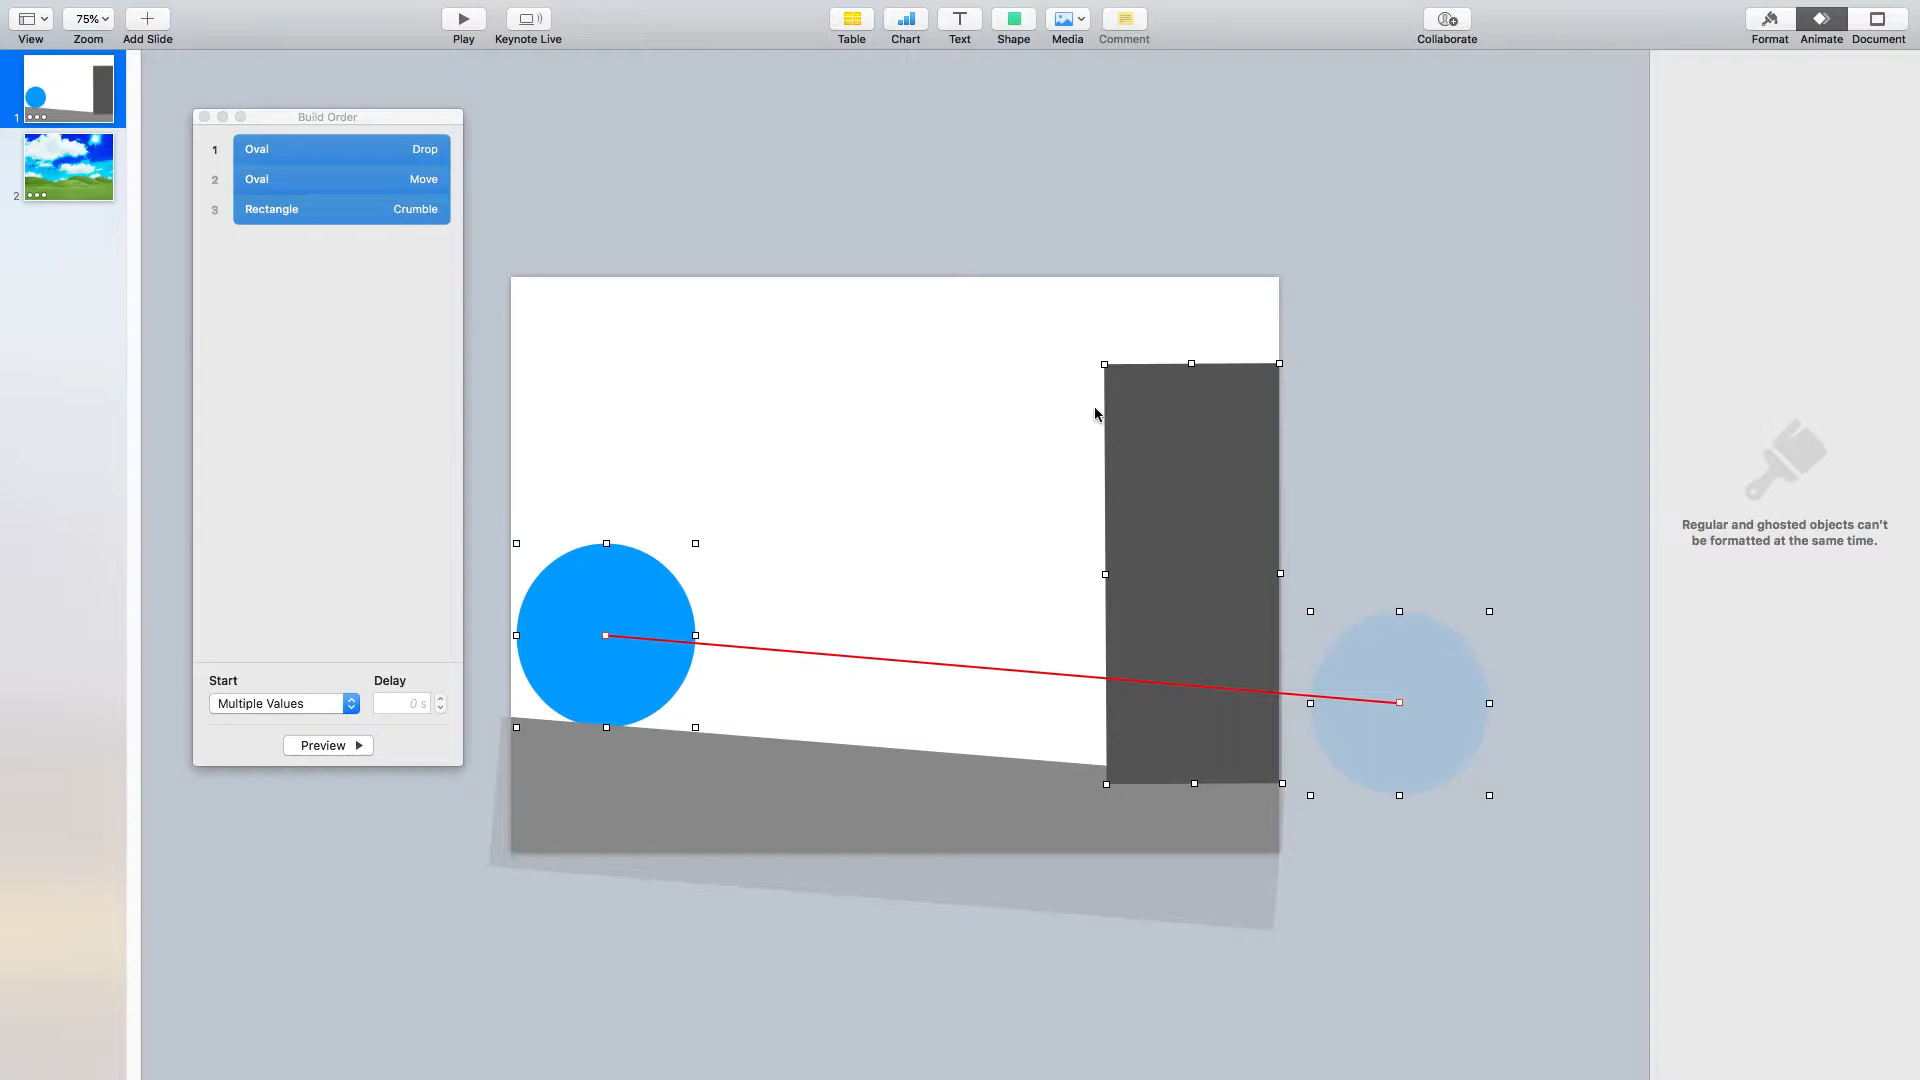 75%
View
Zoom
Add Slide
Play
Keynote Live
Table
Chart
Text
Shape
Media
Comment
Collaborate
Format
Animate
Document
1
2
Build Order
1 Oval Drop
2 Oval Move
3 Rectangle Crumble
Start
Delay
Multiple Values
0 s
Preview
Regular and ghosted objects can't
be formatted at the same time.